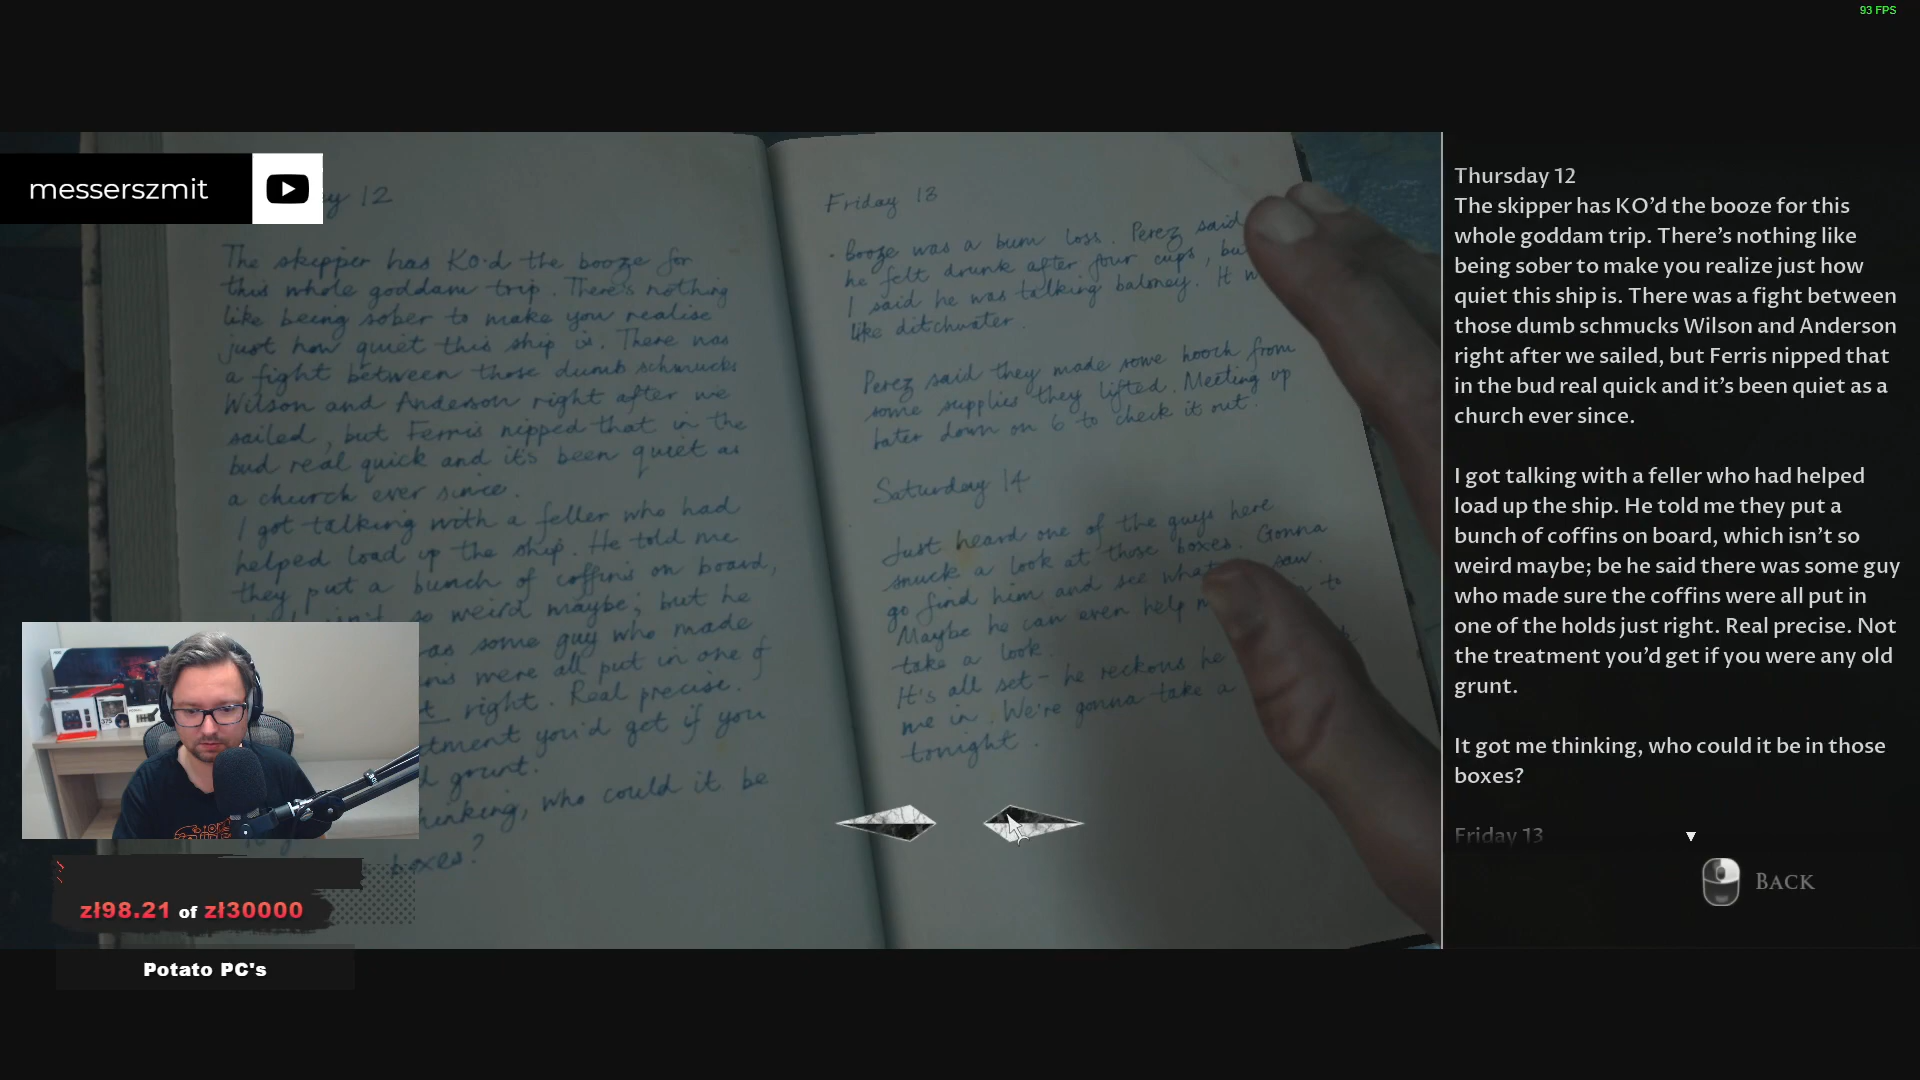 93 FPS
messerszmit
y 12
The skipper has KO'd the booze for
this whole goddam trip. There's nothing
like being sober to make you realise
just how quiet this ship is. There was
a fight between those dumb schmucks
Wilson and Anderson right after we
sailed, but Ferris nipped that in the
bud real quick and it's been quiet as
a church ever since.
I got talking with a feller who had
helped load up the ship. He told me
they put a bunch of coffins on board,
so weird maybe; but he
as some guy who made
were all put in one of
right. Real precise.
tment you'd get if you
grunt.
hinking, who could it be
boxes?
Friday 13
Booze was a bum loss. Perez said
he felt drunk after four cups, bu
I said he was talking baloney. It w
like ditchwater.
Perez said they made some hooch from
some supplies they lifted. Meeting up
later down on 6 to check it out.
Saturday 14
Just heard one of the guys here
snuck a look at those boxes. Gonna
go find him and see what saw.
Maybe he can even help m to
take a look.
It's all set - he reckons he
me in. We're gonna take a
tonight.
Thursday 12
The skipper has KO’d the booze for this
whole goddam trip. There’s nothing like
being sober to make you realize just how
quiet this ship is. There was a fight between
those dumb schmucks Wilson and Anderson
right after we sailed, but Ferris nipped that
in the bud real quick and it’s been quiet as a
church ever since.
I got talking with a feller who had helped
load up the ship. He told me they put a
bunch of coffins on board, which isn’t so
weird maybe; be he said there was some guy
who made sure the coffins were all put in
one of the holds just right. Real precise. Not
the treatment you’d get if you were any old
grunt.
It got me thinking, who could it be in those
boxes?
Friday 13
BACK
zł98.21 of zł30000
Potato PC's